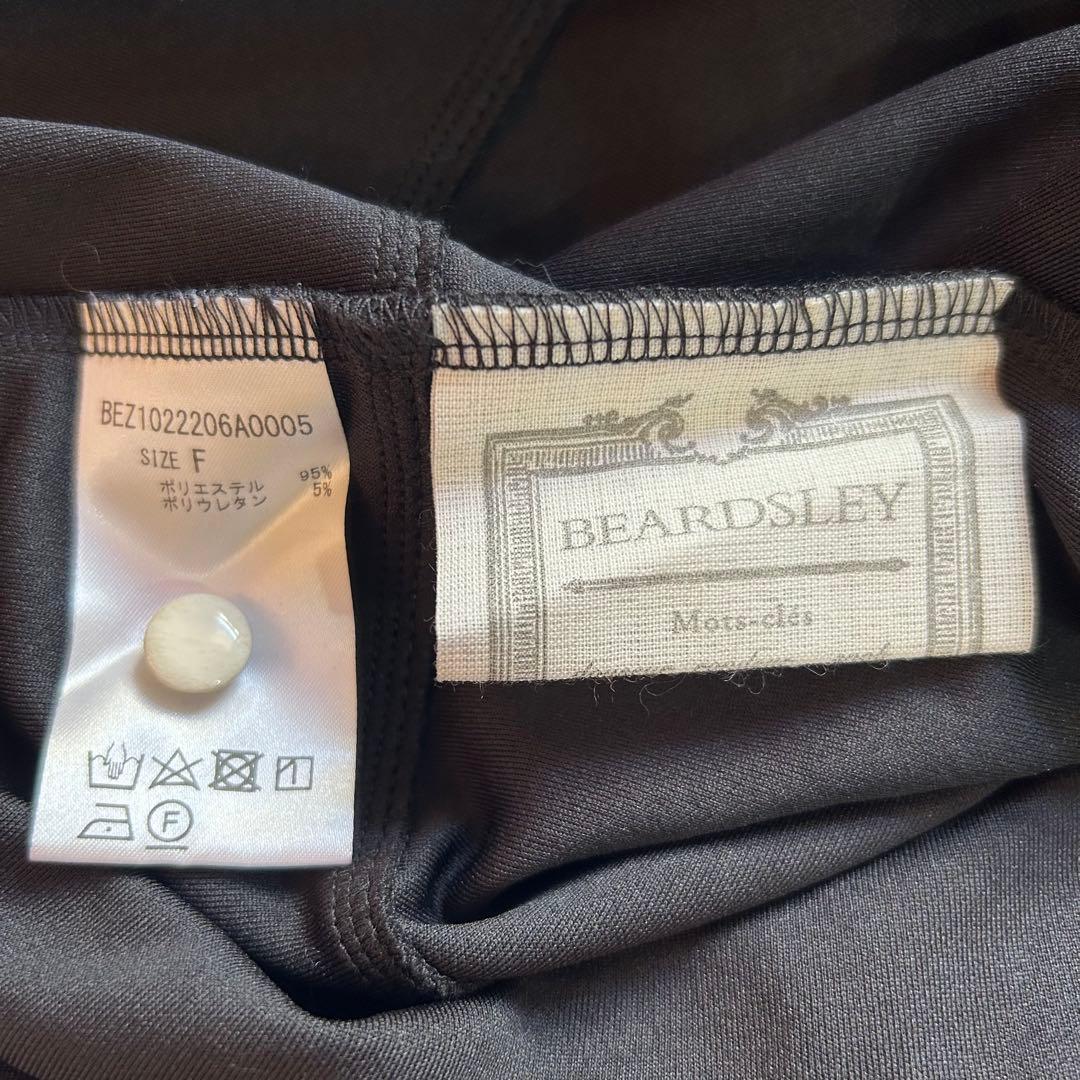 BEZ1022206A0005
SIZE F
ポリエステル 95%
ポリウレタン 5%
1
F
BEARDSLEY
Mots-clés